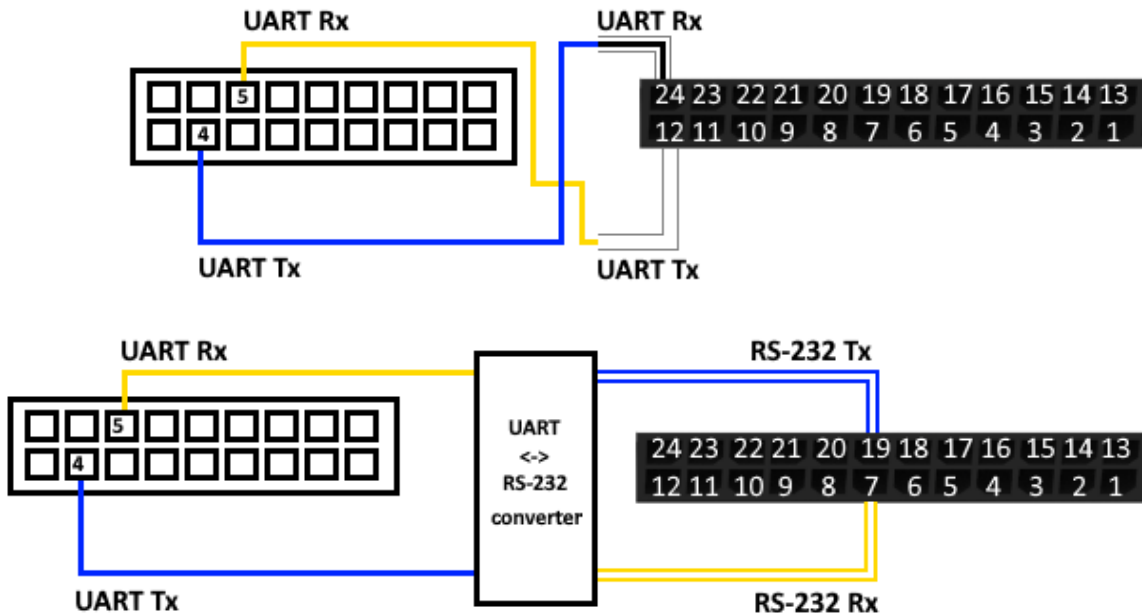 UART Rx
UART Rx
5
4
24 23 22 21 20 19 18 17 16 15 14 13
12 11 10 9 8 7 6 5 4 3 2 1
UART Tx
UART Tx
UART Rx
RS-232 Tx
5
4
UART
<->
RS-232
converter
24 23 22 21 20 19 18 17 16 15 14 13
12 11 10 9 8 7 6 5 4 3 2 1
UART Tx
RS-232 Rx